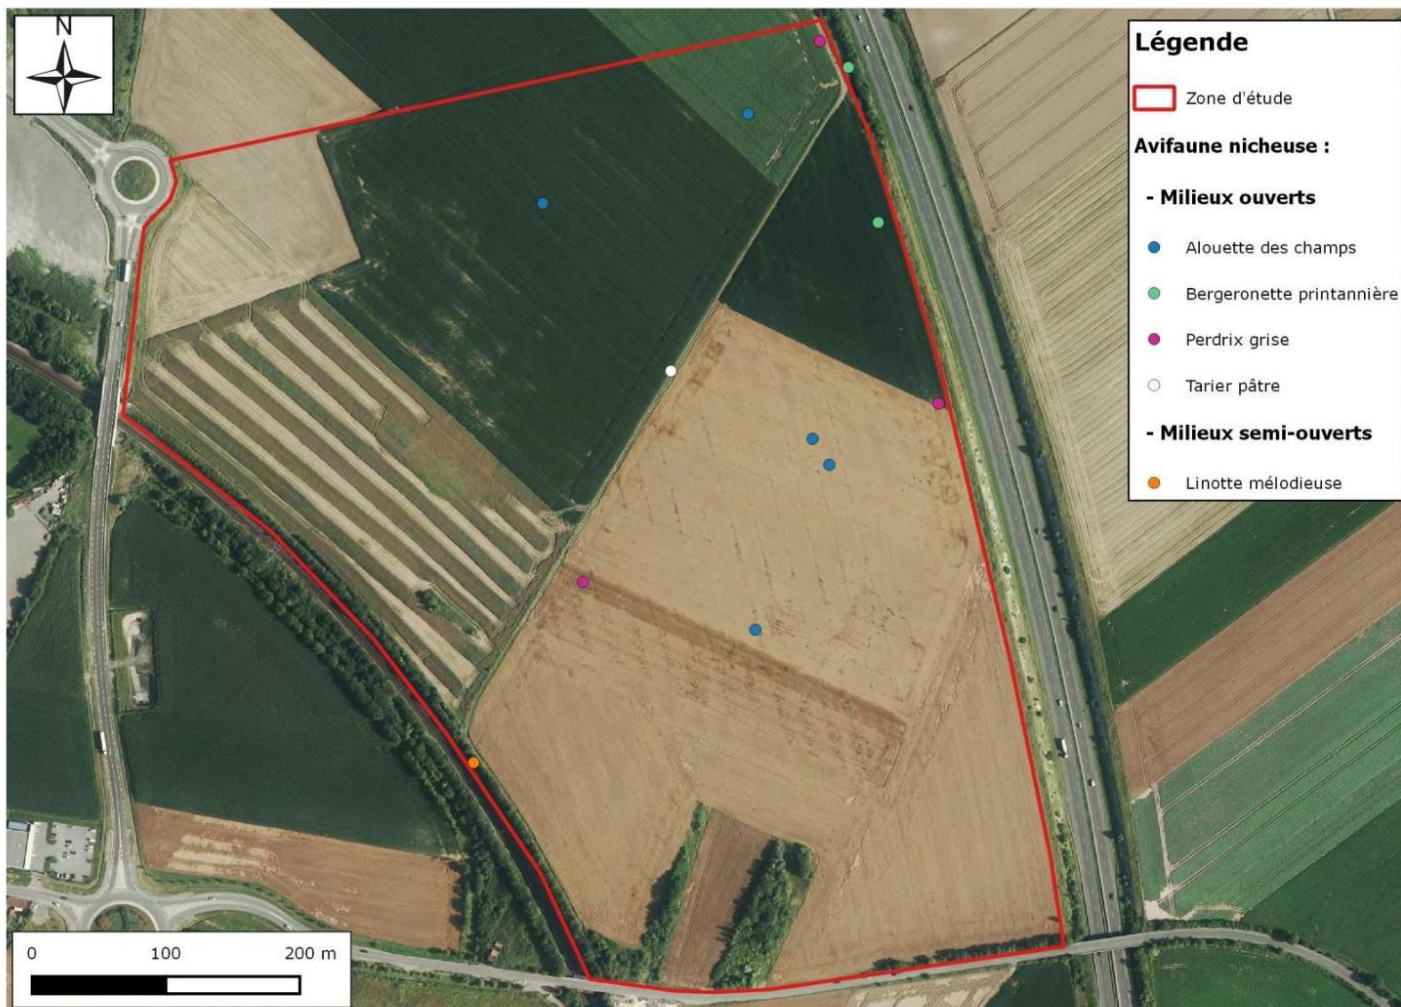 N
Légende
Zone d'étude
Avifaune nicheuse :
- Milieux ouverts
Alouette des champs
Bergeronette printannière
Perdrix grise
Tarier pâtre
- Milieux semi-ouverts
Linotte mélodieuse
0 100 200 m